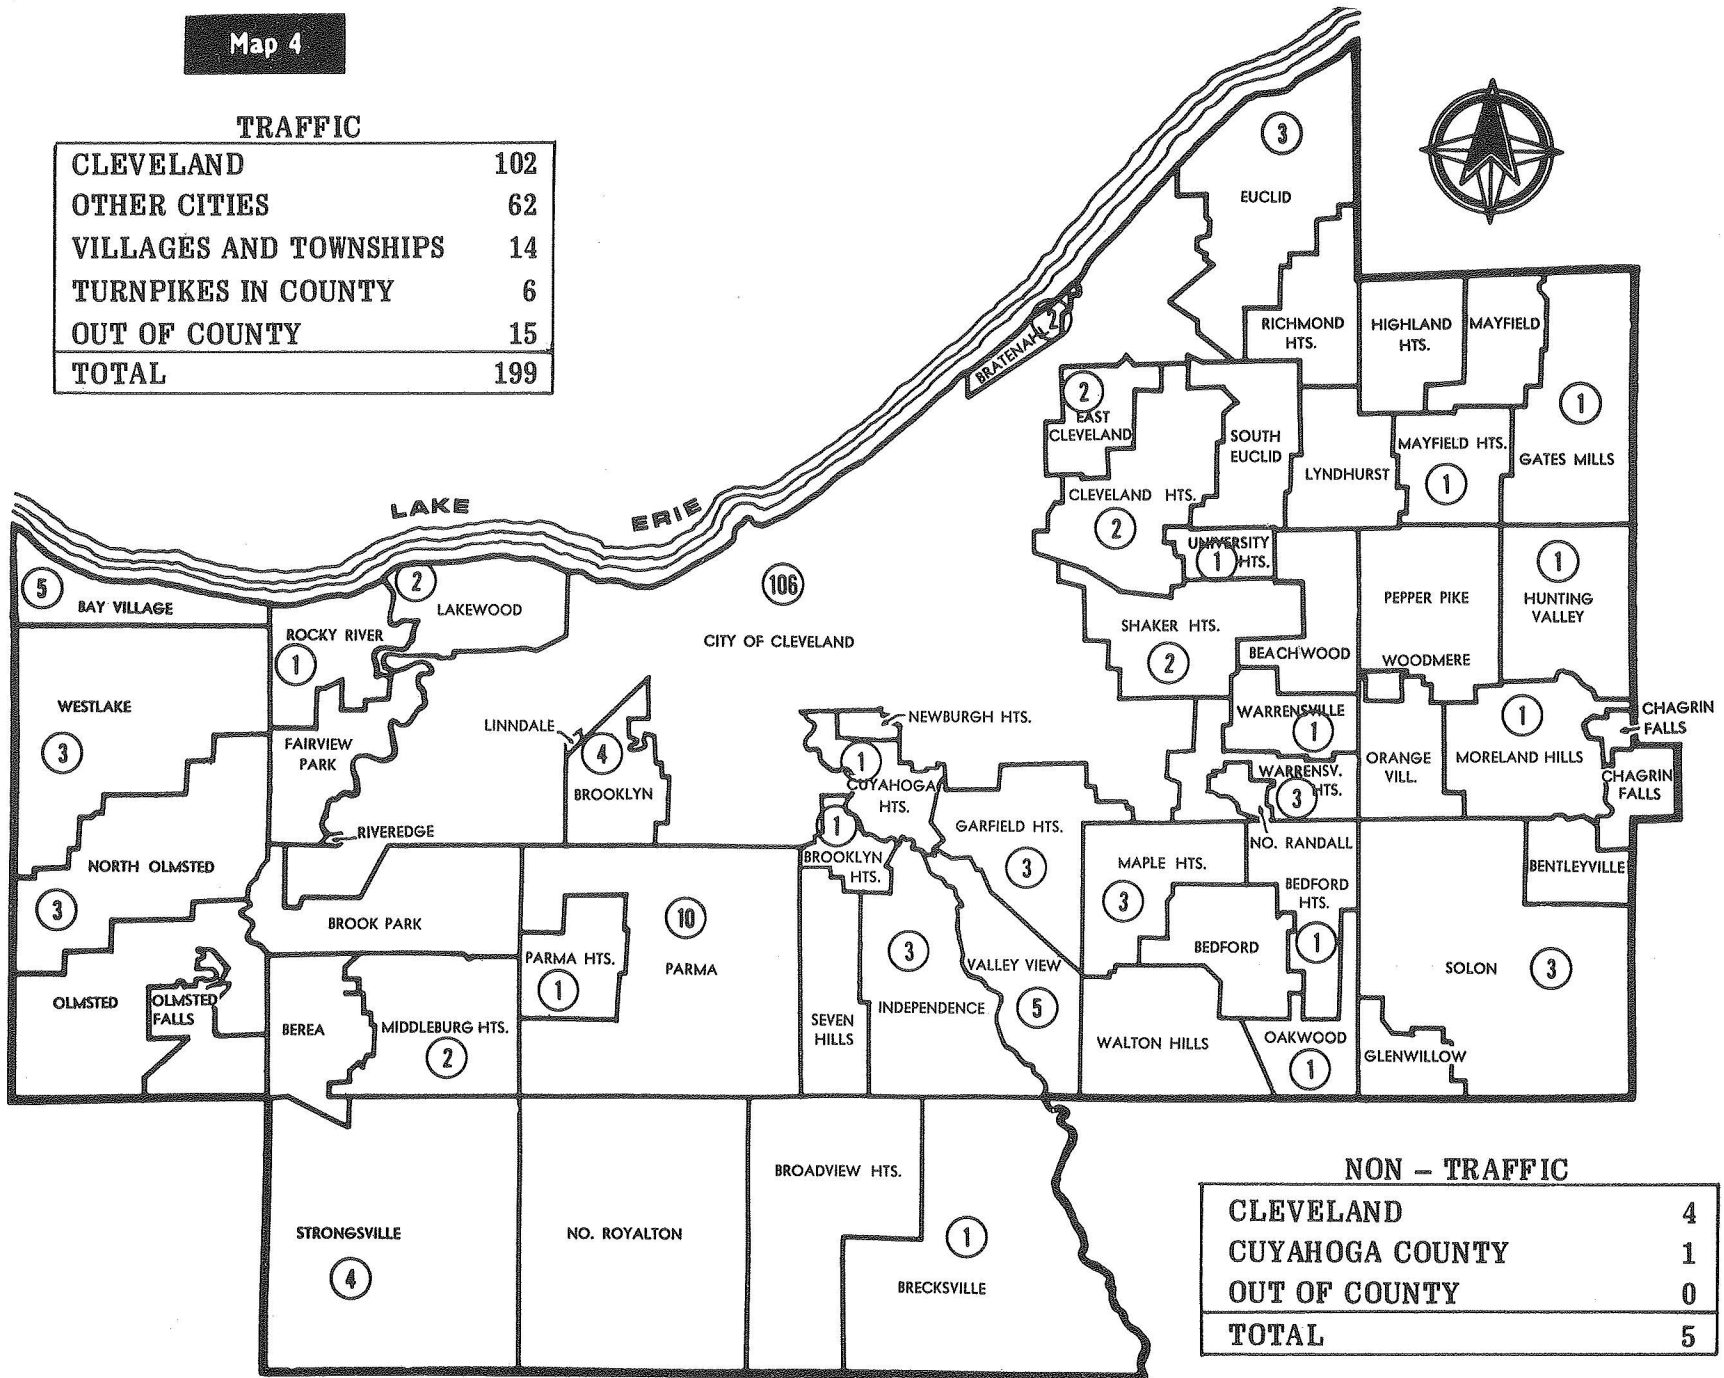 Map 4
TRAFFIC
CLEVELAND 102
OTHER CITIES 62
VILLAGES AND TOWNSHIPS 14
TURNPIKES IN COUNTY 6
OUT OF COUNTY 15
TOTAL 199
3
EUCLID
RICHMOND
HTS.
HIGHLAND
HTS.
MAYFIELD
2
BRATENAHL
2
EAST
CLEVELAND
SOUTH
EUCLID
LYNDHURST
MAYFIELD HTS.
1
1
GATES MILLS
LAKE ERIE
CLEVELAND HTS.
2
UNIVERSITY
1 HTS.
5
BAY VILLAGE
2
LAKEWOOD
106
CITY OF CLEVELAND
ROCKY RIVER
1
SHAKER HTS.
2
BEACHWOOD
PEPPER PIKE
WOODMERE
1
HUNTING
VALLEY
WESTLAKE
3
FAIRVIEW
PARK
LINNDALE
4
BROOKLYN
NEWBURGH HTS.
1
CUYAHOGA
HTS.
WARRENSVILLE
1
WARRENSV.
HTS.
3
ORANGE
VILL.
1
MORELAND HILLS
CHAGRIN
FALLS
CHAGRIN
FALLS
RIVEREDGE
1
BROOKLYN
HTS.
GARFIELD HTS.
3
MAPLE HTS.
3
NO. RANDALL
BEDFORD
HTS.
1
BENTLEYVILLE
NORTH OLMSTED
3
BROOK PARK
10
PARMA
PARMA HTS.
1
3
INDEPENDENCE
VALLEY VIEW
5
BEDFORD
SOLON 3
OLMSTED
OLMSTED
FALLS
BEREA
MIDDLEBURG HTS.
2
SEVEN
HILLS
WALTON HILLS
OAKWOOD
1
GLENWILLOW
STRONGSVILLE
4
NO. ROYALTON
BROADVIEW HTS.
1
BRECKSVILLE
NON – TRAFFIC
CLEVELAND 4
CUYAHOGA COUNTY 1
OUT OF COUNTY 0
TOTAL 5